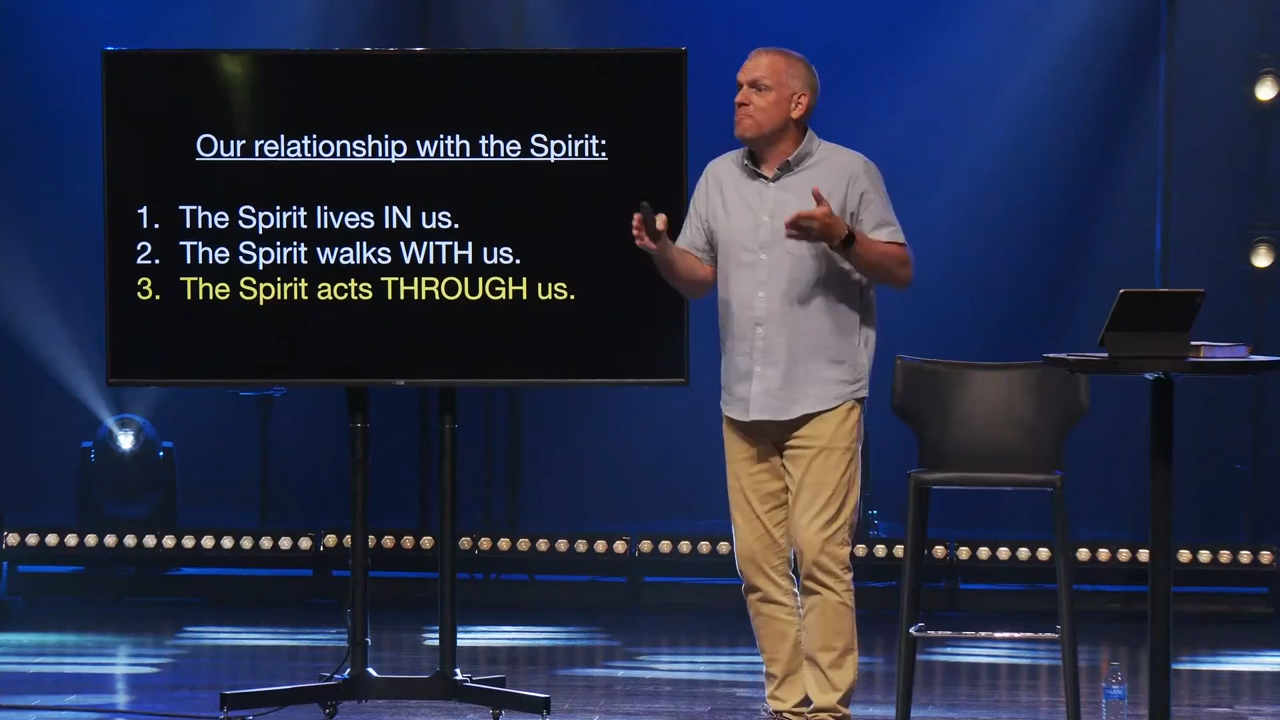 Our relationship with the Spirit:
1. The Spirit lives IN us.
2. The Spirit walks WITH us.
3. The Spirit acts THROUGH us.